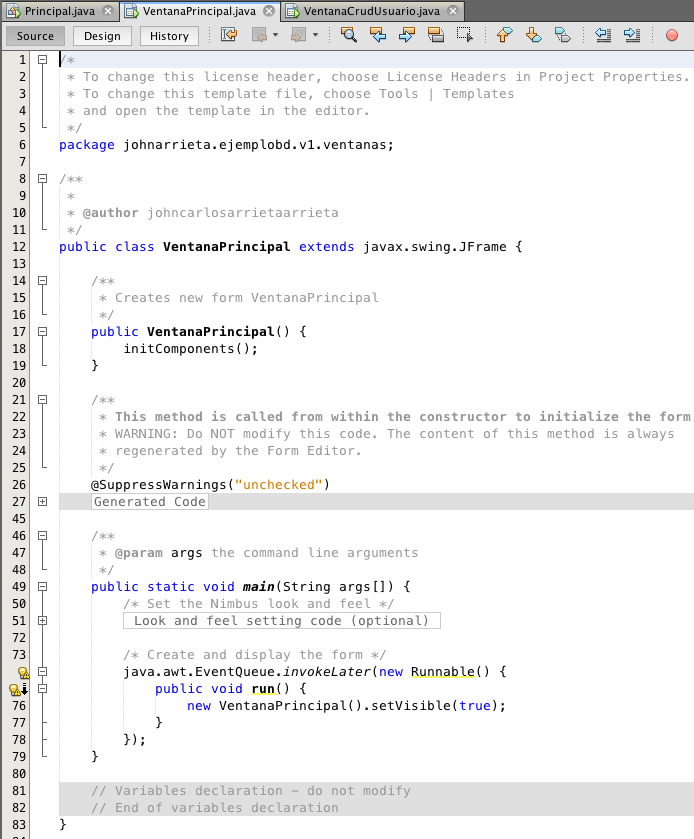 Principal.java
VentanaPrincipal.java
VentanaCrudUsuario.java
Source Design History
1 /*
2  * To change this license header, choose License Headers in Project Properties.
3  * To change this template file, choose Tools | Templates
4  * and open the template in the editor.
5  */
6 package johnarrieta.ejemplobd.v1.ventanas;
7
8 /**
9  *
10  * @author johncarlosarrietaarrieta
11  */
12 public class VentanaPrincipal extends javax.swing.JFrame {
13
14     /**
15      * Creates new form VentanaPrincipal
16      */
17     public VentanaPrincipal() {
18         initComponents();
19     }
20
21     /**
22      * This method is called from within the constructor to initialize the form
23      * WARNING: Do NOT modify this code. The content of this method is always
24      * regenerated by the Form Editor.
25      */
26     @SuppressWarnings("unchecked")
27     Generated Code
45
46     /**
47      * @param args the command line arguments
48      */
49     public static void main(String args[]) {
50         /* Set the Nimbus look and feel */
51         Look and feel setting code (optional)
72
73         /* Create and display the form */
java.awt.EventQueue.invokeLater(new Runnable() {
public void run() {
76                 new VentanaPrincipal().setVisible(true);
77             }
78         });
79     }
80
81     // Variables declaration - do not modify
82     // End of variables declaration
83 }